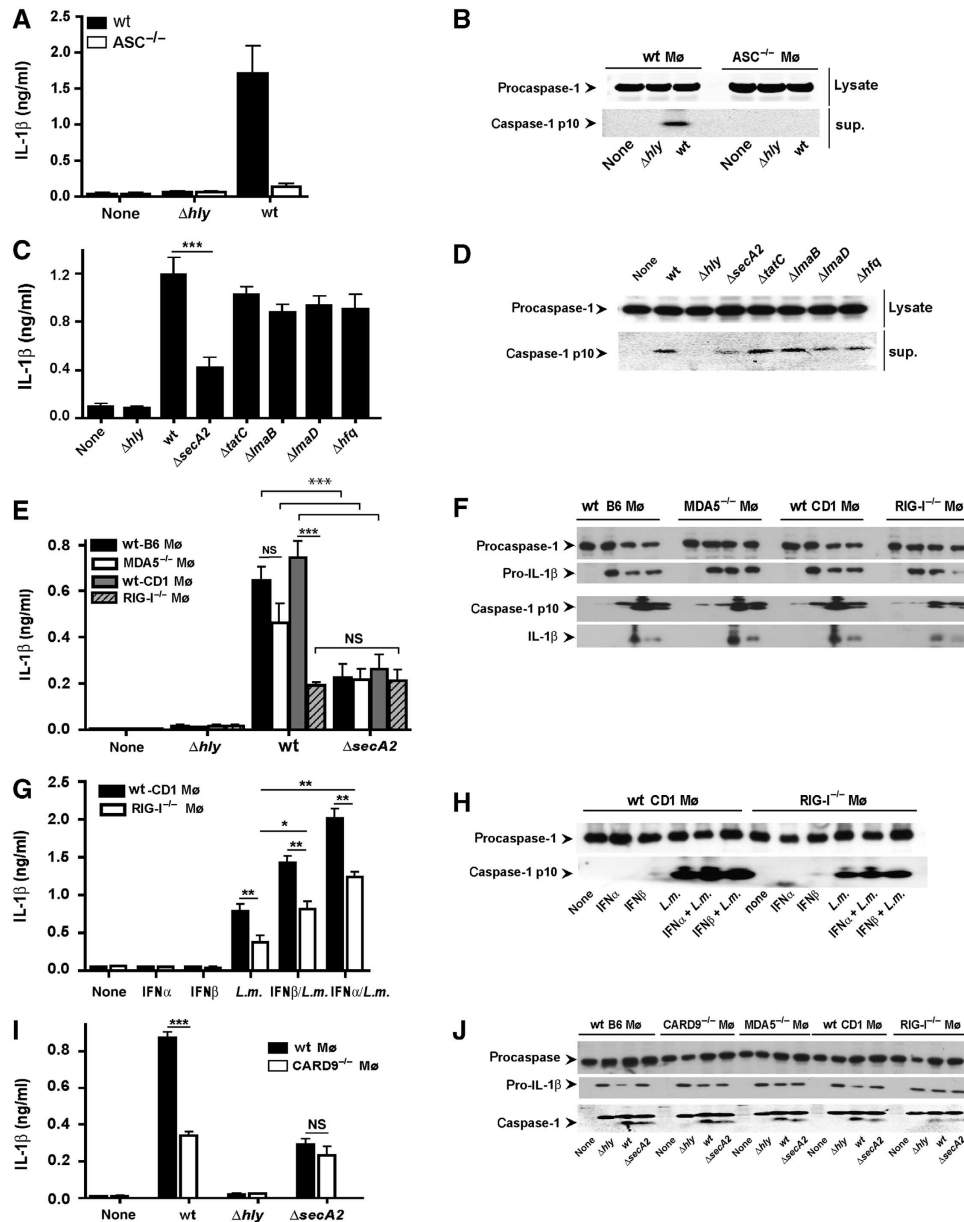 A
wt
ASC−/−
IL-1β (ng/ml)
2.5
2.0
1.5
1.0
0.5
0.0
None
Δhly
wt
B
wt Mø
ASC−/− Mø
Procaspase-1
Lysate
Caspase-1 p10
sup.
None
Δhly
wt
None
Δhly
wt
C
IL-1β (ng/ml)
1.2
0.8
0.4
0.0
***
None
Δhly
wt
ΔsecA2
ΔtatC
ΔlmaB
ΔlmaD
Δhfq
D
None
wt
Δhly
ΔsecA2
ΔtatC
ΔlmaB
ΔlmaD
Δhfq
Procaspase-1
Lysate
Caspase-1 p10
sup.
E
IL-1β (ng/ml)
0.8
0.6
0.4
0.2
0.0
wt-B6 Mø
MDA5−/− Mø
wt-CD1 Mø
RIG-I−/− Mø
***
NS
***
NS
None
Δhly
wt
ΔsecA2
F
wt B6 Mø
MDA5−/− Mø
wt CD1 Mø
RIG-I−/− Mø
Procaspase-1
Pro-IL-1β
Caspase-1 p10
IL-1β
G
IL-1β (ng/ml)
2.5
2.0
1.5
1.0
0.5
0.0
wt-CD1 Mø
RIG-I−/− Mø
**
**
*
**
**
None
IFNα
IFNβ
L.m.
IFNβ/L.m.
IFNα/L.m.
H
wt CD1 Mø
RIG-I−/− Mø
Procaspase-1
Caspase-1 p10
None
IFNα
IFNβ
L.m.
IFNα + L.m.
IFNβ + L.m.
none
IFNα
IFNβ
L.m.
IFNα + L.m.
IFNβ + L.m.
I
IL-1β (ng/ml)
0.8
0.6
0.4
0.2
0.0
***
wt Mø
CARD9−/− Mø
NS
None
wt
Δhly
ΔsecA2
J
wt B6 Mø
CARD9−/− Mø
MDA5−/− Mø
wt CD1 Mø
RIG-I−/− Mø
Procaspase
Pro-IL-1β
Caspase-1
None
Δhly
wt
ΔsecA2
None
Δhly
wt
ΔsecA2
None
Δhly
wt
ΔsecA2
None
Δhly
wt
ΔsecA2
None
Δhly
wt
ΔsecA2